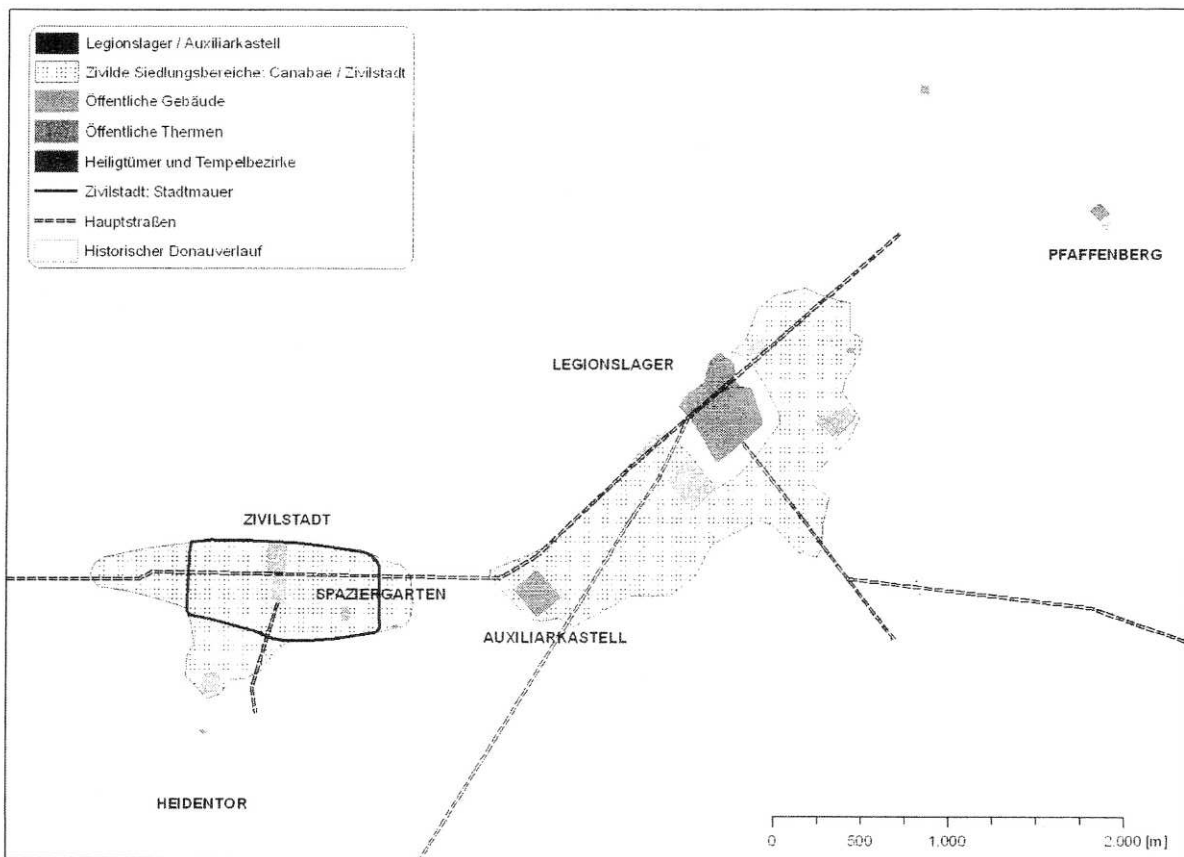 Legionslager / Auxiliarkastell
Zivilde Siedlungsbereiche: Canabae / Zivilstadt
Öffentliche Gebäude
Öffentliche Thermen
Heiligtümer und Tempelbezirke
Zivilstadt: Stadtmauer
Hauptstraßen
Historischer Donauverlauf
PFAFFENBERG
LEGIONSLAGER
ZIVILSTADT
SPAZIERGARTEN
AUXILIARKASTELL
HEIDENTOR
0 500 1.000 2.000 [m]